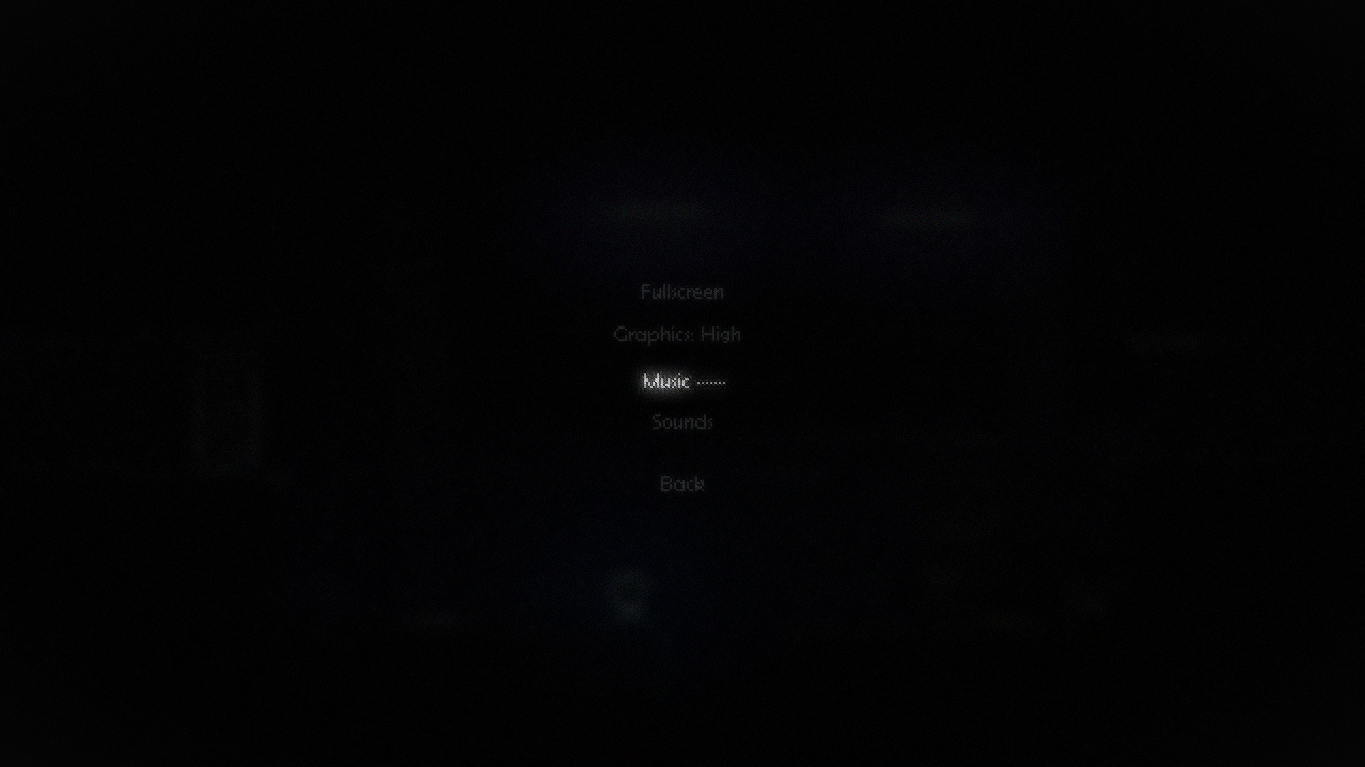 Fullscreen
Graphics: High
Music .......
Sounds
Back